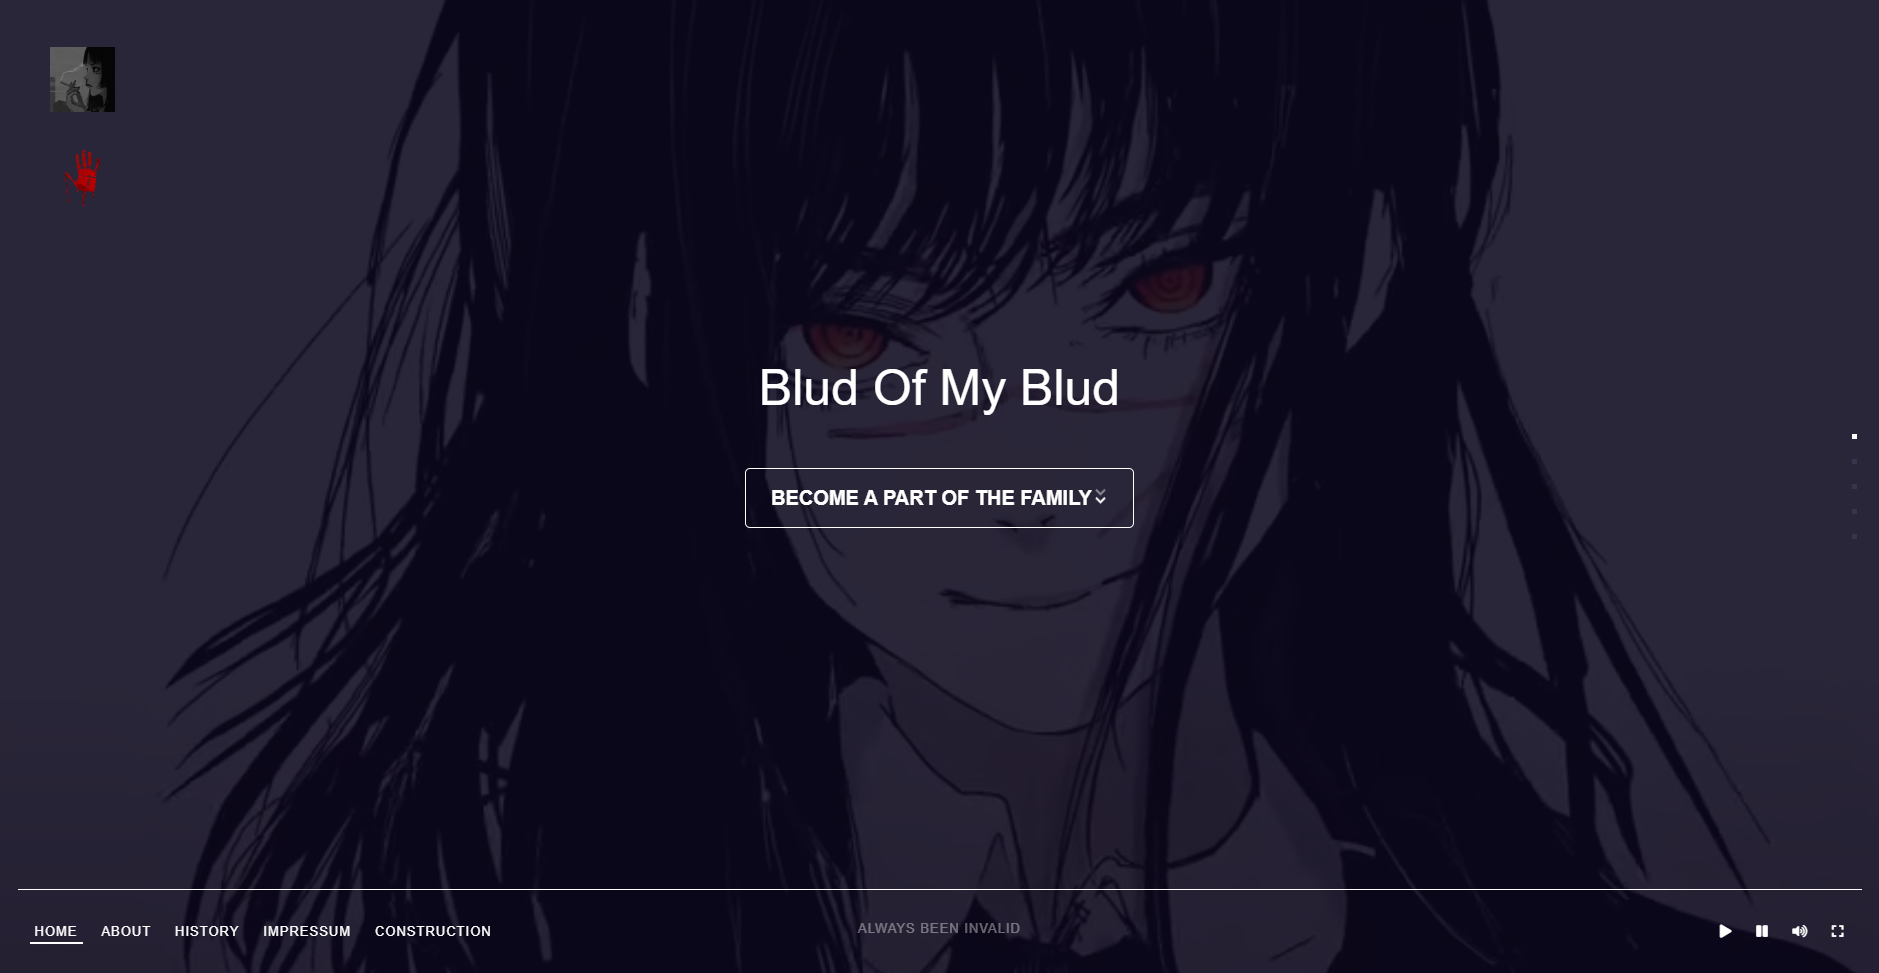 Blud Of My Blud
BECOME A PART OF THE FAMILY
HOME ABOUT HISTORY IMPRESSUM CONSTRUCTION
ALWAYS BEEN INVALID